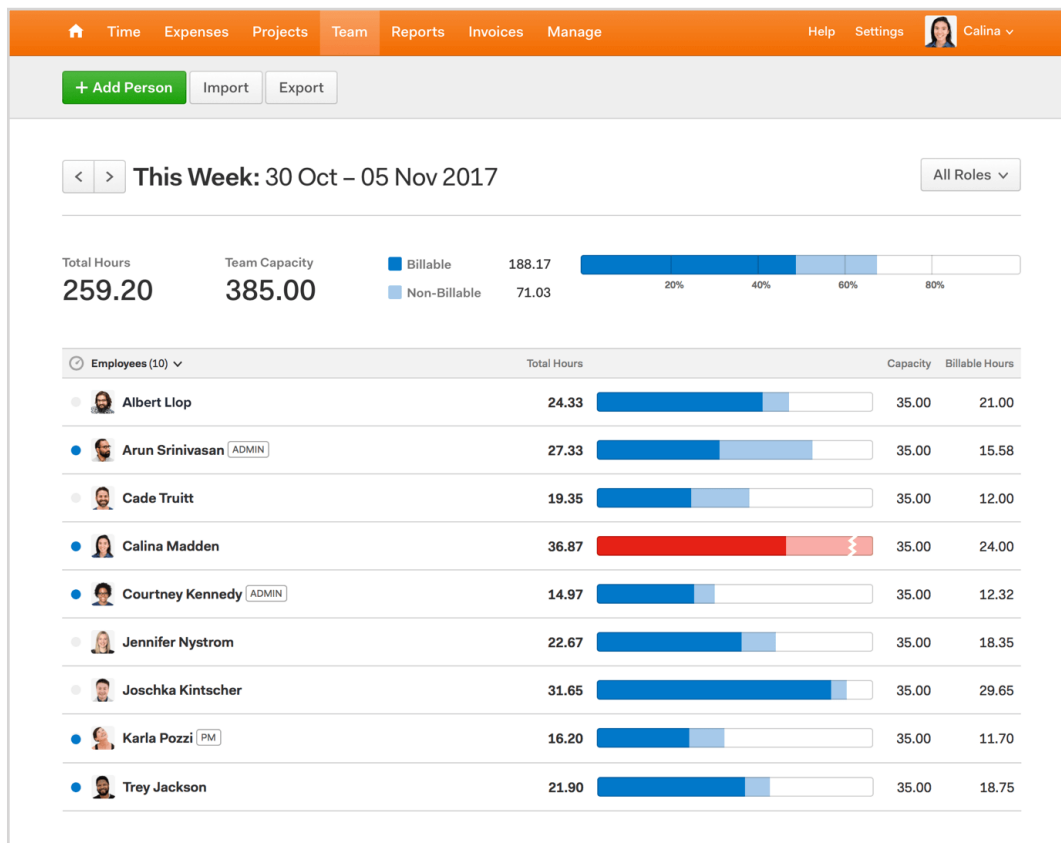 Time Expenses Projects Team Reports Invoices Manage Help Settings Calina
+ Add Person Import Export
< > This Week: 30 Oct – 05 Nov 2017 All Roles
Total Hours Team Capacity Billable 188.17
259.20 385.00 Non-Billable 71.03
20% 40% 60% 80%
Employees (10) Total Hours Capacity Billable Hours
Albert Llop 24.33 35.00 21.00
Arun Srinivasan ADMIN 27.33 35.00 15.58
Cade Truitt 19.35 35.00 12.00
Calina Madden 36.87 35.00 24.00
Courtney Kennedy ADMIN 14.97 35.00 12.32
Jennifer Nystrom 22.67 35.00 18.35
Joschka Kintscher 31.65 35.00 29.65
Karla Pozzi PM 16.20 35.00 11.70
Trey Jackson 21.90 35.00 18.75